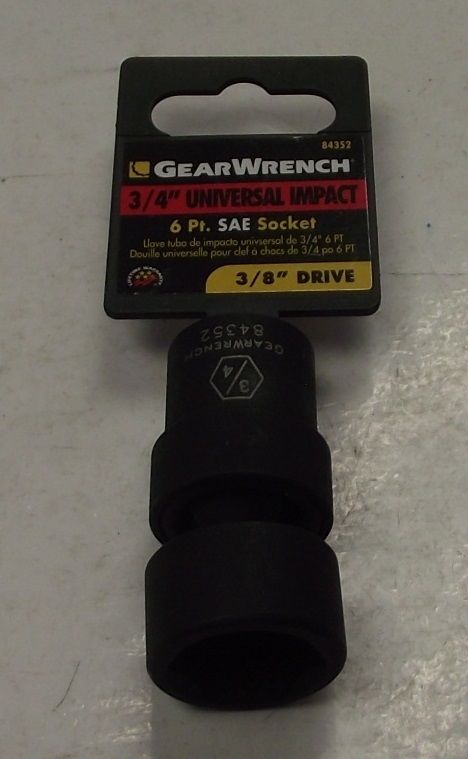 84352
GEARWRENCH
3/4" UNIVERSAL IMPACT
6 Pt. SAE Socket
Llave tubo de impacto universal de 3/4" 6 PT
Douille universelle pour clef à chocs de 3/4 po 6 PT
3/8" DRIVE
GEARWRENCH
84352
3/4